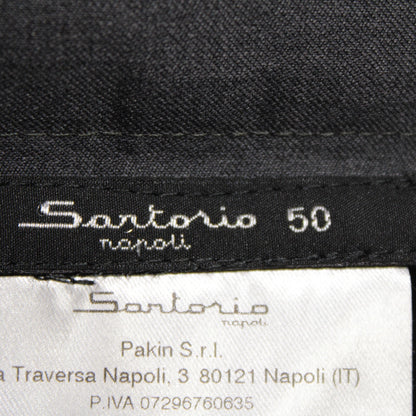 Sartorio 50
napoli
Sartorio
napoli
Pakin S.r.l.
a Traversa Napoli, 3 80121 Napoli (IT)
P.IVA 07296760635